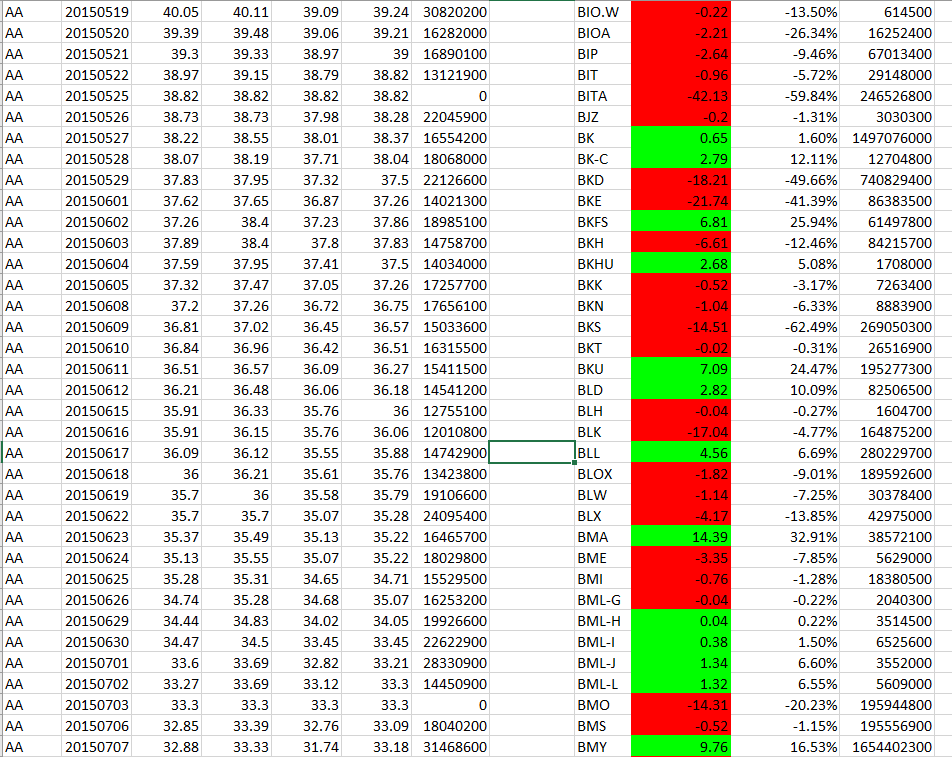 AA 20150519 40.05 40.11 39.09 39.24 30820200 BIO.W -0.22 -13.50% 614500
AA 20150520 39.39 39.48 39.06 39.21 16282000 BIOA -2.21 -26.34% 16252400
AA 20150521 39.3 39.33 38.97 39 16890100 BIP -2.64 -9.46% 67013400
AA 20150522 38.97 39.15 38.79 38.82 13121900 BIT -0.96 -5.72% 29148000
AA 20150525 38.82 38.82 38.82 38.82 0 BITA -42.13 -59.84% 246526800
AA 20150526 38.73 38.73 37.98 38.28 22045900 BJZ -0.2 -1.31% 3030300
AA 20150527 38.22 38.55 38.01 38.37 16554200 BK 0.65 1.60% 1497076000
AA 20150528 38.07 38.19 37.71 38.04 18068000 BK-C 2.79 12.11% 12704800
AA 20150529 37.83 37.95 37.32 37.5 22126600 BKD -18.21 -49.66% 740829400
AA 20150601 37.62 37.65 36.87 37.26 14021300 BKE -21.74 -41.39% 86383500
AA 20150602 37.26 38.4 37.23 37.86 18985100 BKFS 6.81 25.94% 61497800
AA 20150603 37.89 38.4 37.8 37.83 14758700 BKH -6.61 -12.46% 84215700
AA 20150604 37.59 37.95 37.41 37.5 14034000 BKHU 2.68 5.08% 1708000
AA 20150605 37.32 37.47 37.05 37.26 17257700 BKK -0.52 -3.17% 7263400
AA 20150608 37.2 37.26 36.72 36.75 17656100 BKN -1.04 -6.33% 8883900
AA 20150609 36.81 37.02 36.45 36.57 15033600 BKS -14.51 -62.49% 269050300
AA 20150610 36.84 36.96 36.42 36.51 16315500 BKT -0.02 -0.31% 26516900
AA 20150611 36.51 36.57 36.09 36.27 15411500 BKU 7.09 24.47% 195277300
AA 20150612 36.21 36.48 36.06 36.18 14541200 BLD 2.82 10.09% 82506500
AA 20150615 35.91 36.33 35.76 36 12755100 BLH -0.04 -0.27% 1604700
AA 20150616 35.91 36.15 35.76 36.06 12010800 BLK -17.04 -4.77% 164875200
AA 20150617 36.09 36.12 35.55 35.88 14742900 BLL 4.56 6.69% 280229700
AA 20150618 36 36.21 35.61 35.76 13423800 BLOX -1.82 -9.01% 189592600
AA 20150619 35.7 36 35.58 35.79 19106600 BLW -1.14 -7.25% 30378400
AA 20150622 35.7 35.7 35.07 35.28 24095400 BLX -4.17 -13.85% 42975000
AA 20150623 35.37 35.49 35.13 35.22 16465700 BMA 14.39 32.91% 38572100
AA 20150624 35.13 35.55 35.07 35.22 18029800 BME -3.35 -7.85% 5629000
AA 20150625 35.28 35.31 34.65 34.71 15529500 BMI -0.76 -1.28% 18380500
AA 20150626 34.74 35.28 34.68 35.07 16253200 BML-G -0.04 -0.22% 2040300
AA 20150629 34.44 34.83 34.02 34.05 19926600 BML-H 0.04 0.22% 3514500
AA 20150630 34.47 34.5 33.45 33.45 22622900 BML-I 0.38 1.50% 6525600
AA 20150701 33.6 33.69 32.82 33.21 28330900 BML-J 1.34 6.60% 3552000
AA 20150702 33.27 33.69 33.12 33.3 14450900 BML-L 1.32 6.55% 5609000
AA 20150703 33.3 33.3 33.3 33.3 0 BMO -14.31 -20.23% 195944800
AA 20150706 32.85 33.39 32.76 33.09 18040200 BMS -0.52 -1.15% 195556900
AA 20150707 32.88 33.33 31.74 33.18 31468600 BMY 9.76 16.53% 1654402300